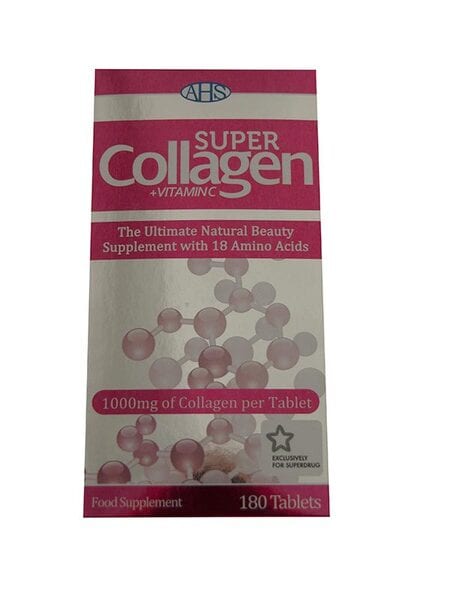 AHS
SUPER
Collagen
+VITAMIN C
The Ultimate Natural Beauty
Supplement with 18 Amino Acids
1000mg of Collagen per Tablet
EXCLUSIVELY
FOR SUPERDRUG
Food Supplement
180 Tablets